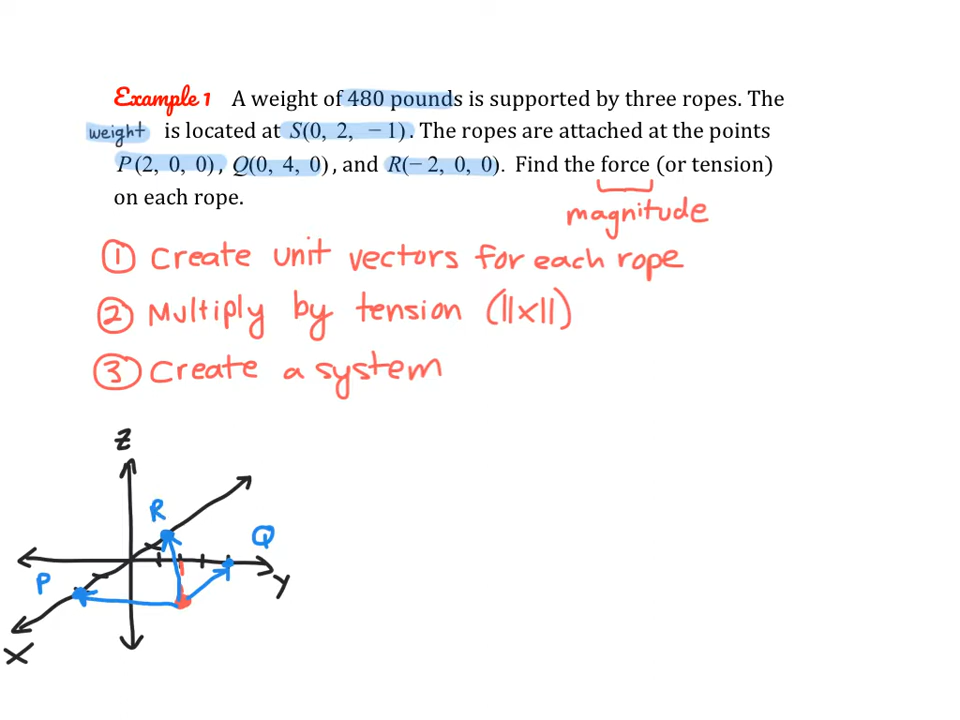 Example 1 A weight of 480 pounds is supported by three ropes. The
weight is located at S(0, 2, −1). The ropes are attached at the points
P(2, 0, 0), Q(0, 4, 0), and R(−2, 0, 0). Find the force (or tension)
on each rope.
magnitude
① Create unit vectors for each rope
② Multiply by tension (||x||)
③ Create a system
Z
R
Q
P
Y
X